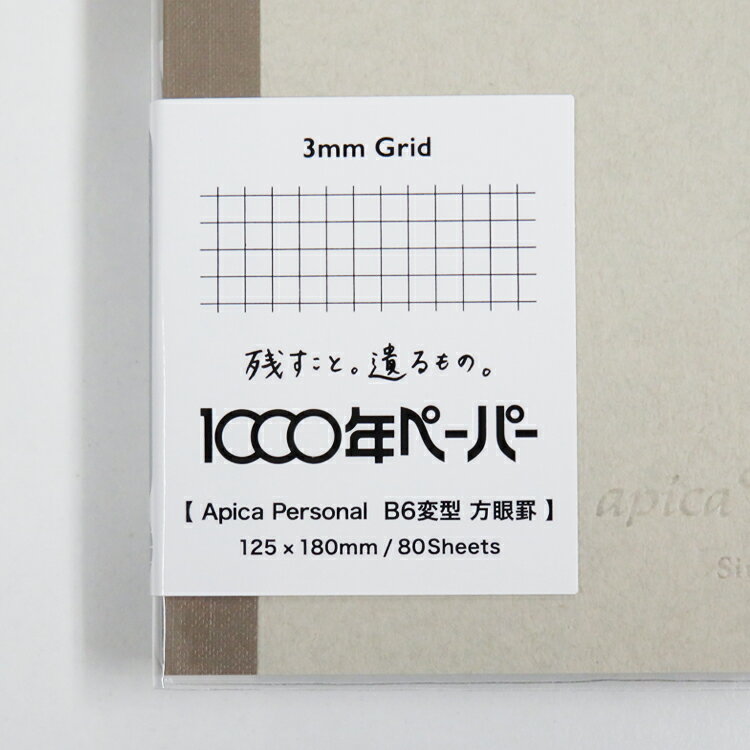 3mm Grid
残すこと。遺るもの。
1000年ペーパー
【 Apica Personal B6変型 方眼罫 】
125×180mm / 80Sheets
apica